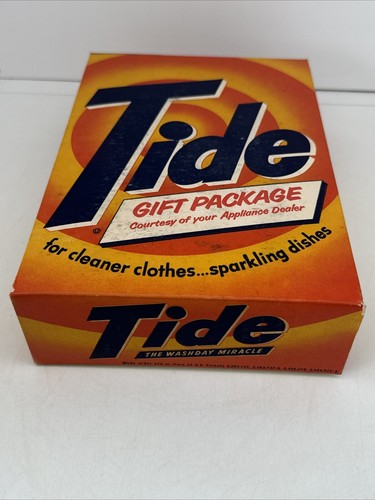 Tide
GIFT PACKAGE
Courtesy of your Appliance Dealer
for cleaner clothes...sparkling dishes
Tide
THE WASHDAY MIRACLE